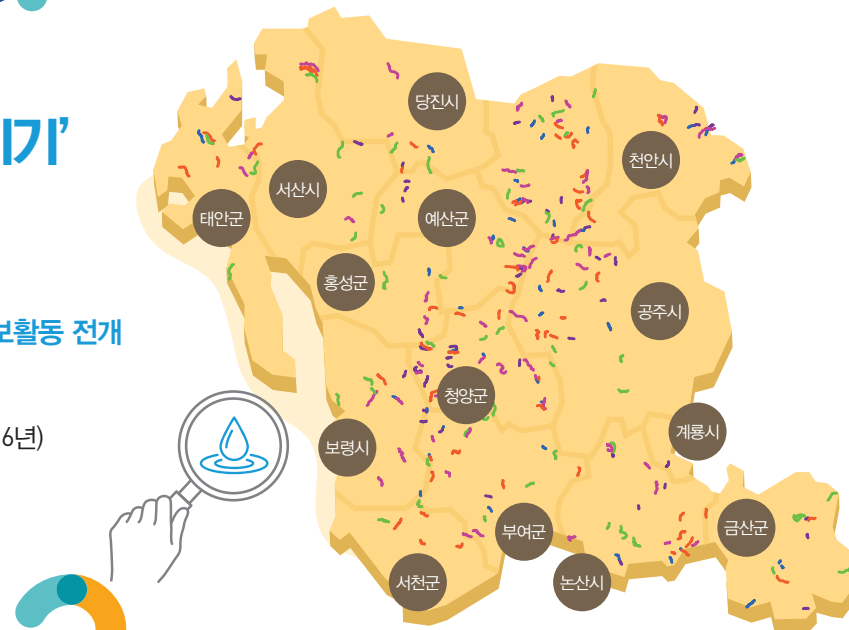 기'
보활동 전개
6년)
당진시
천안시
서산시
태안군
예산군
홍성군
공주시
청양군
보령시
계룡시
부여군
금산군
서천군
논산시